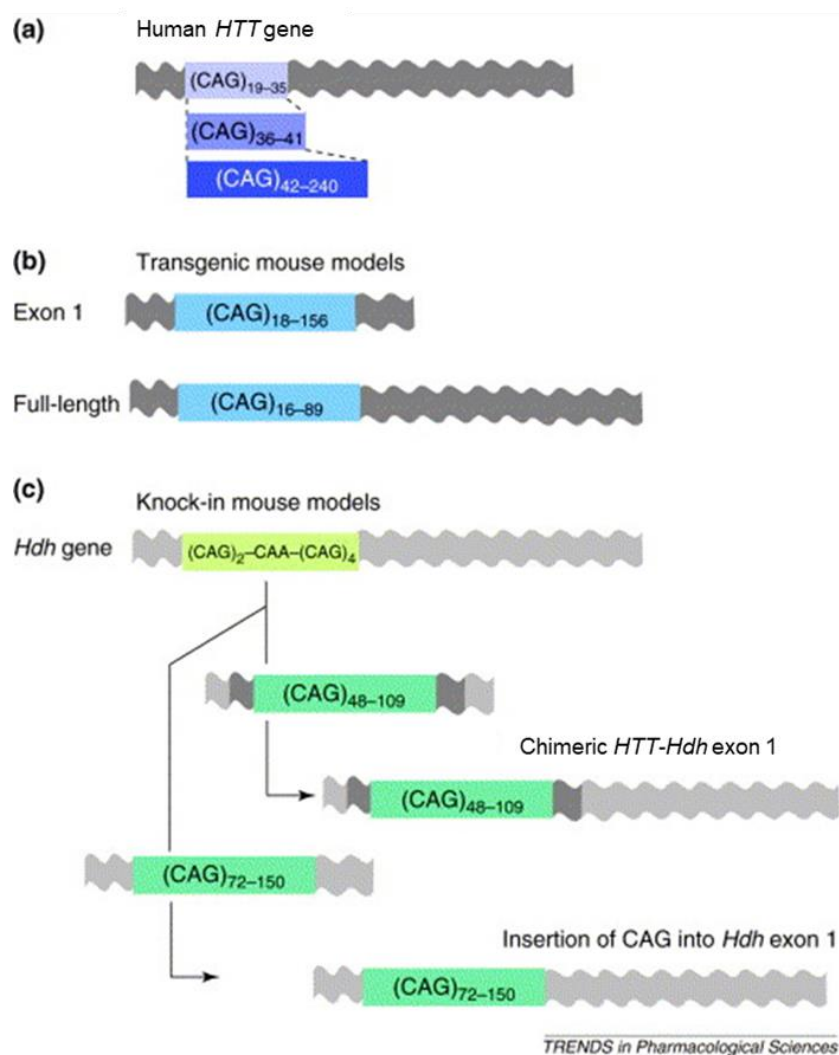 (a) Human HTT gene
(CAG)19–35
(CAG)36–41
(CAG)42–240
(b) Transgenic mouse models
Exon 1 (CAG)18–156
Full-length (CAG)16–89
(c) Knock-in mouse models
Hdh gene (CAG)2–CAA–(CAG)4
(CAG)48–109
Chimeric HTT-Hdh exon 1
(CAG)48–109
(CAG)72–150
Insertion of CAG into Hdh exon 1
(CAG)72–150
TRENDS in Pharmacological Sciences